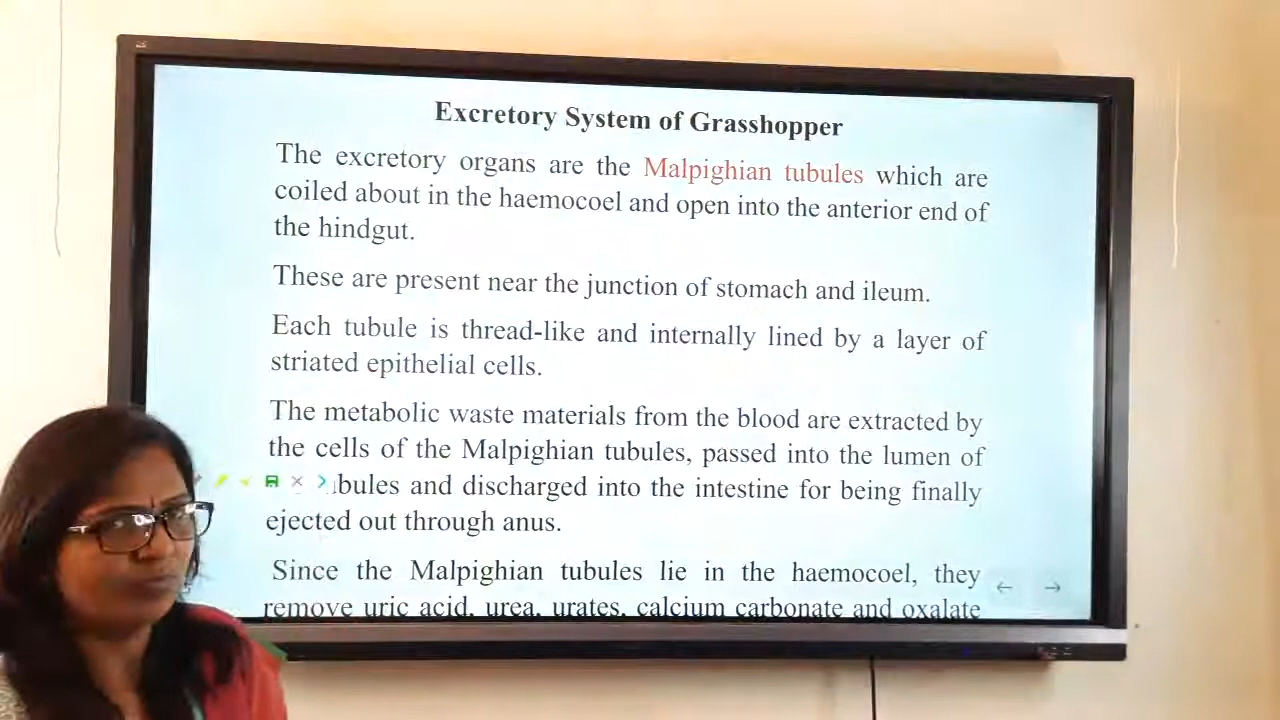 Excretory System of Grasshopper
The excretory organs are the Malpighian tubules which are
coiled about in the haemocoel and open into the anterior end of
the hindgut.
These are present near the junction of stomach and ileum.
Each tubule is thread-like and internally lined by a layer of
striated epithelial cells.
The metabolic waste materials from the blood are extracted by
the cells of the Malpighian tubules, passed into the lumen of
bules and discharged into the intestine for being finally
ejected out through anus.
Since the Malpighian tubules lie in the haemocoel, they
remove uric acid, urea, urates, calcium carbonate and oxalate